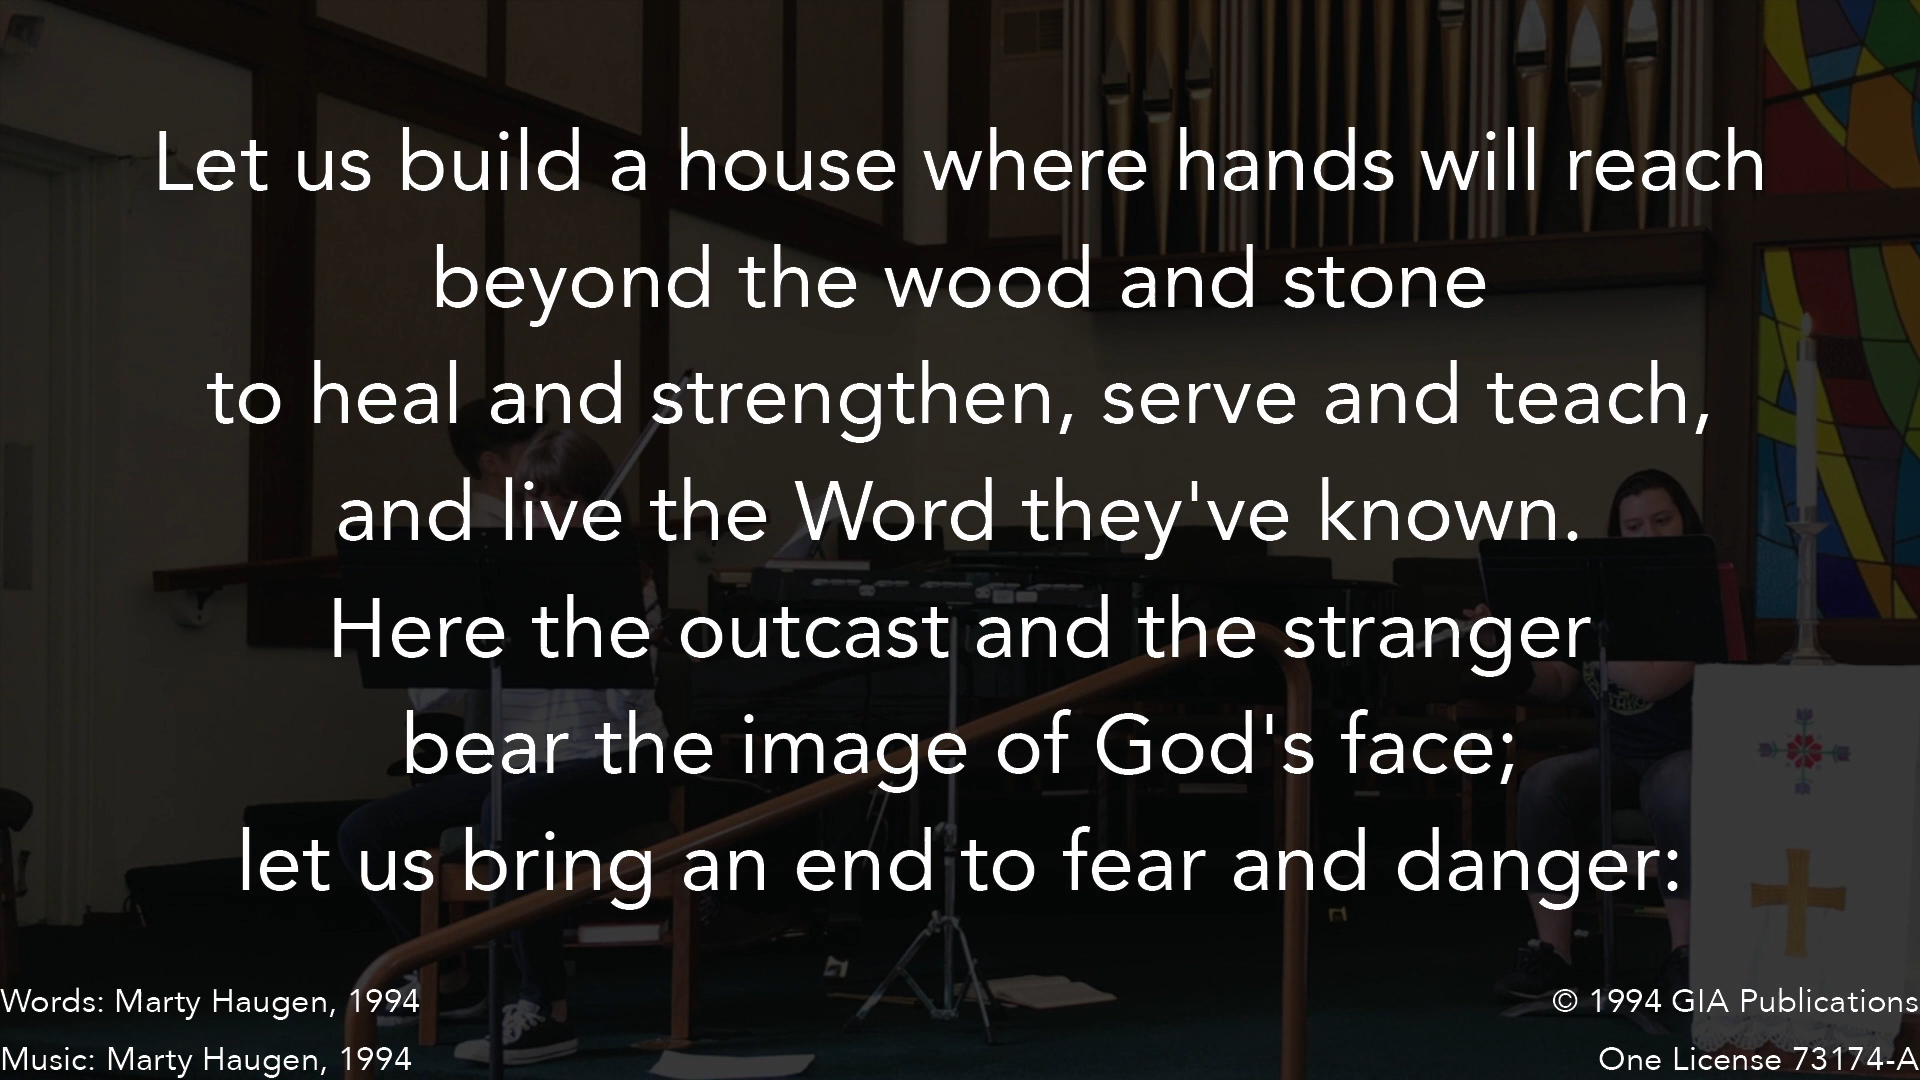 Let us build a house where hands will reach
beyond the wood and stone
to heal and strengthen, serve and teach,
and live the Word they've known.
Here the outcast and the stranger
bear the image of God's face;
let us bring an end to fear and danger:
Words: Marty Haugen, 1994
Music: Marty Haugen, 1994
© 1994 GIA Publications
One License 73174-A